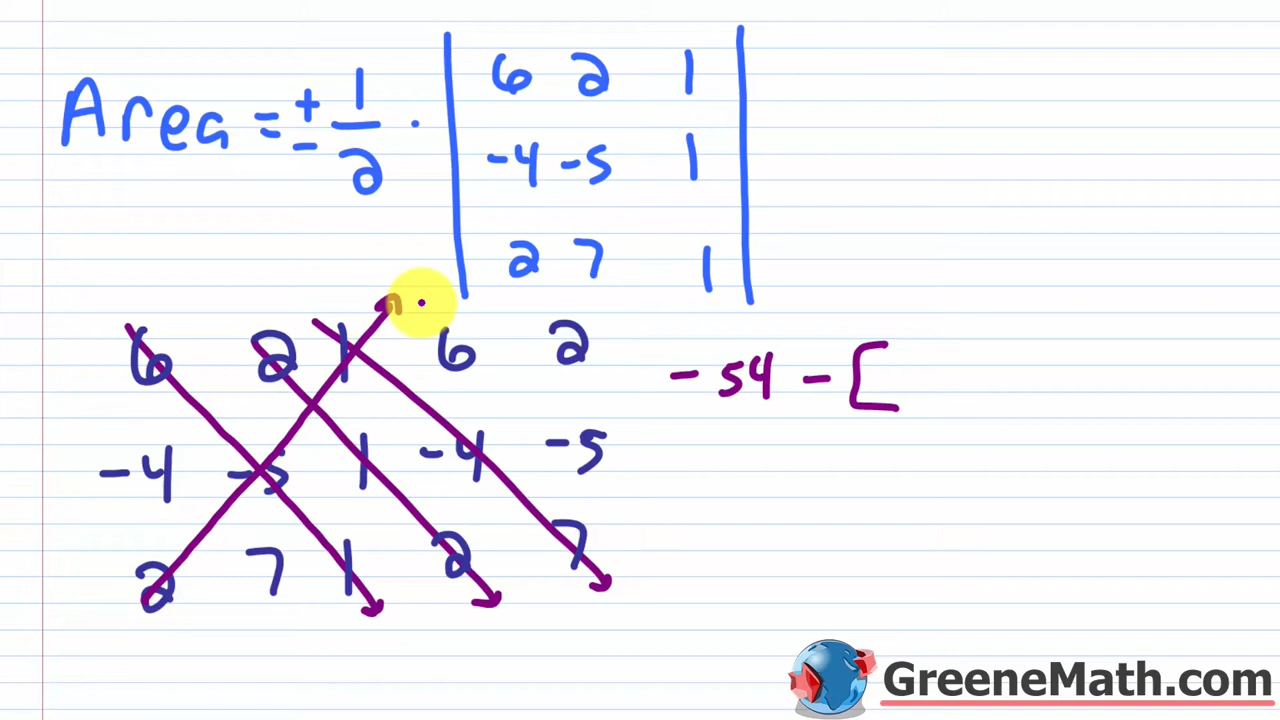 Area = ± 1/2 · | 6 2 1 |
| -4 -5 1 |
| 2 7 1 |
6 2 1 6 2
-54 - [
-4 -5 1 -4 -5
2 7 1 2 7
GreeneMath.com